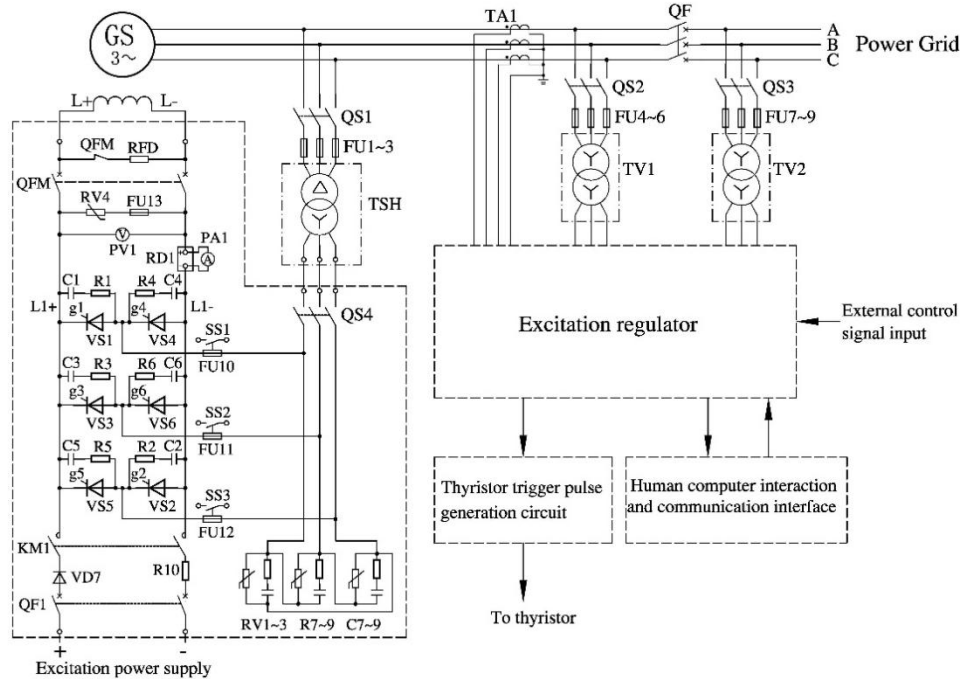 GS
3~
TA1
QF
A
B
C
Power Grid
L+
L-
QS1
QS2
QS3
FU1~3
FU4~6
FU7~9
QFM
RFD
QFM
RV4
FU13
TSH
TV1
TV2
V
PV1
PA1
RD1
A
C1
R1
R4
C4
L1+
g1
g4
L1-
VS1
VS4
SS1
FU10
QS4
Excitation regulator
External control
signal input
C3
R3
R6
C6
g3
g6
VS3
VS6
SS2
FU11
C5
R5
R2
C2
g5
g2
VS5
VS2
SS3
FU12
Thyristor trigger pulse
generation circuit
Human computer interaction
and communication interface
KM1
VD7
R10
QF1
RV1~3
R7~9
C7~9
To thyristor
+
-
Excitation power supply